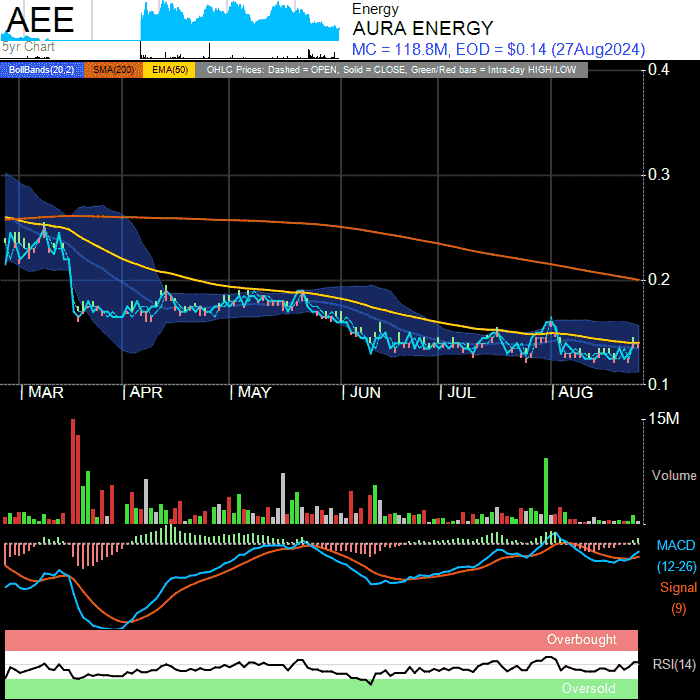 AEE
5yr Chart
Energy
AURA ENERGY
MC = 118.8M, EOD = $0.14 (27Aug2024)
BollBands(20,2) SMA(200) EMA(50) OHLC Prices: Dashed = OPEN, Solid = CLOSE, Green/Red bars = Intra-day HIGH/LOW
0.4
0.3
0.2
0.1
MAR APR MAY JUN JUL AUG
15M
Volume
MACD
(12-26)
Signal
(9)
Overbought
RSI(14)
Oversold